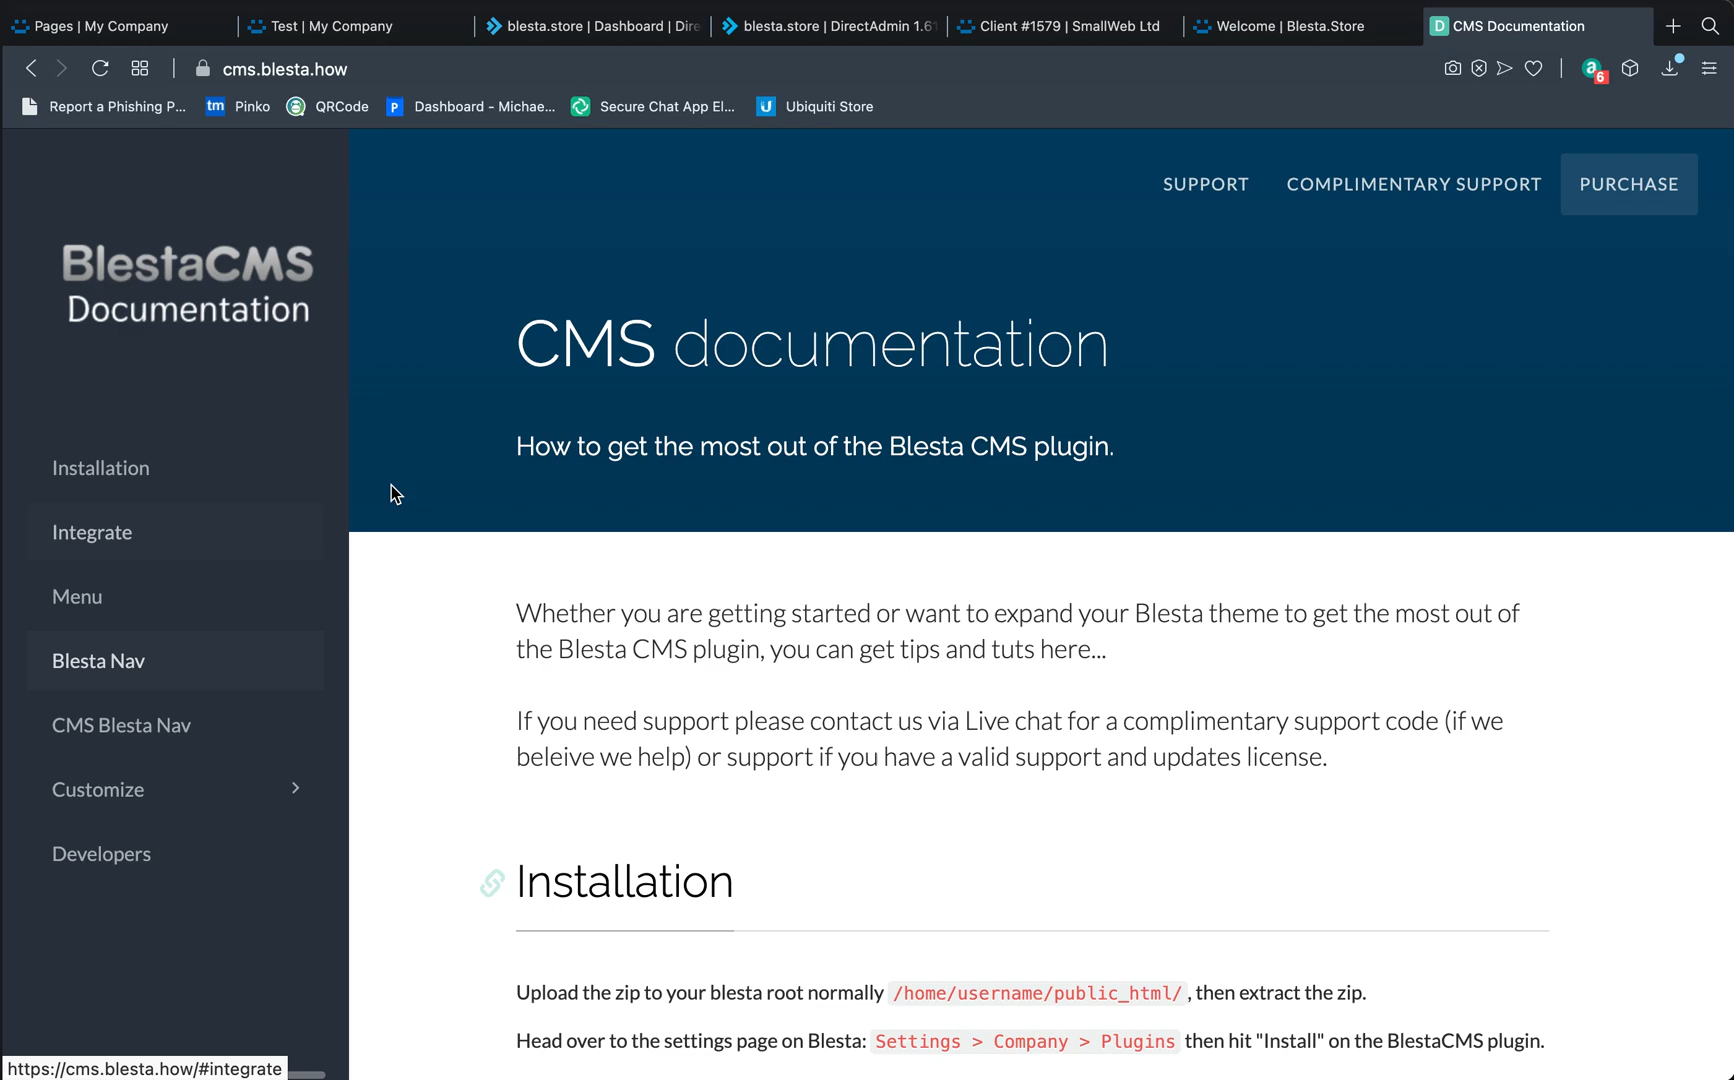 Pages | My Company
Test | My Company
blesta.store | Dashboard | Dire
blesta.store | DirectAdmin 1.6
Client #1579 | SmallWeb Ltd
Welcome | Blesta.Store
D CMS Documentation
cms.blesta.how
a 6
Report a Phishing P...
tm Pinko
QRCode
P Dashboard - Michae...
Secure Chat App El...
U Ubiquiti Store
SUPPORT
COMPLIMENTARY SUPPORT
PURCHASE
BlestaCMS
Documentation
CMS documentation
How to get the most out of the Blesta CMS plugin.
Installation
Integrate
Menu
Blesta Nav
CMS Blesta Nav
Customize
Developers
Whether you are getting started or want to expand your Blesta theme to get the most out of
the Blesta CMS plugin, you can get tips and tuts here...
If you need support please contact us via Live chat for a complimentary support code (if we
beleive we help) or support if you have a valid support and updates license.
Installation
Upload the zip to your blesta root normally /home/username/public_html/ , then extract the zip.
Head over to the settings page on Blesta: Settings > Company > Plugins then hit "Install" on the BlestaCMS plugin.
https://cms.blesta.how/#integrate